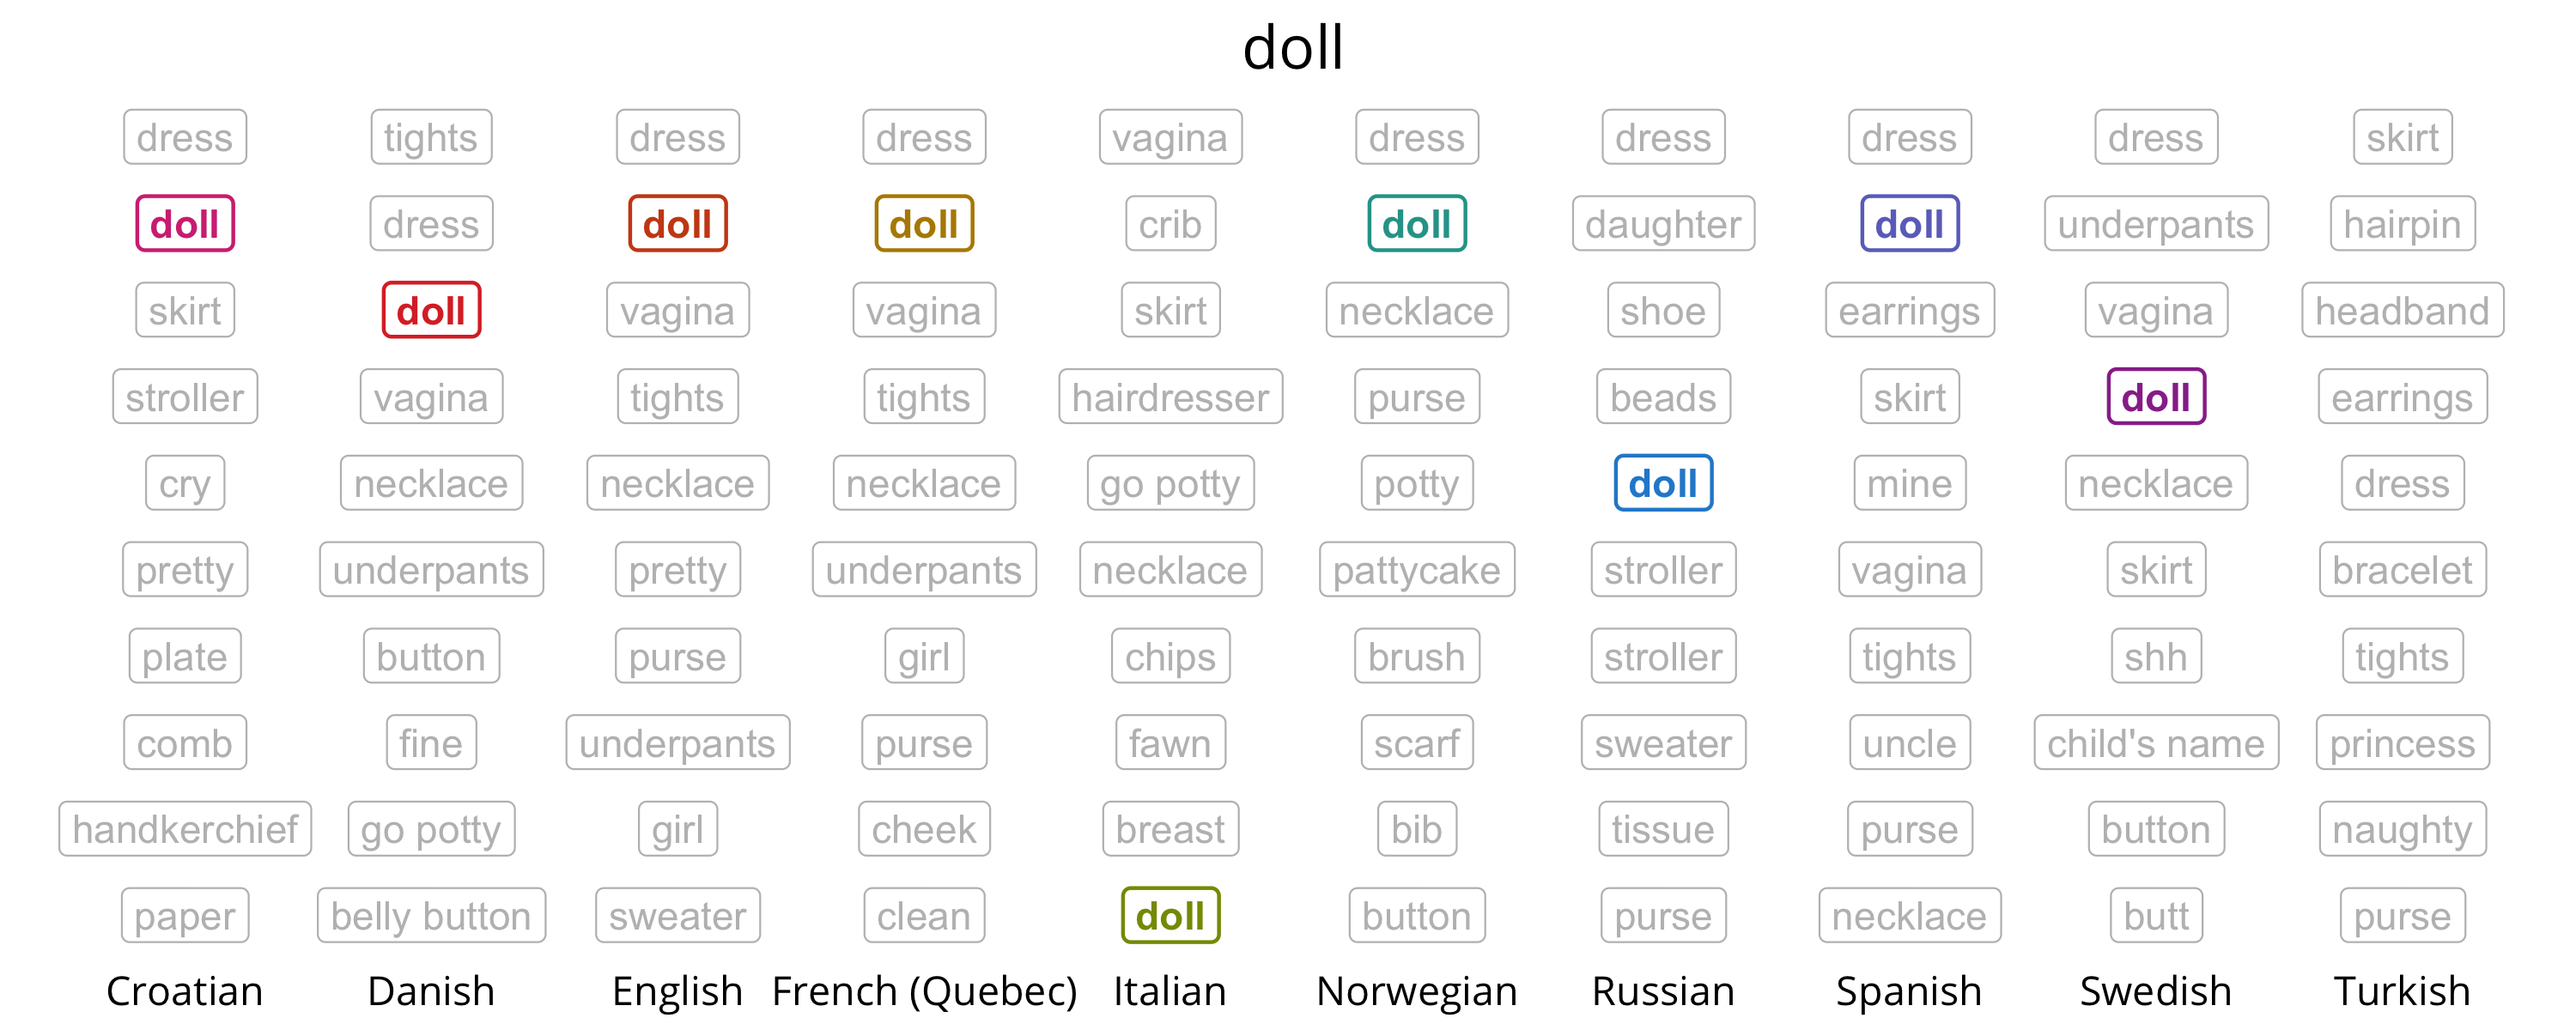 doll
dress tights dress dress vagina dress dress dress dress skirt
doll dress doll doll crib doll daughter doll underpants hairpin
skirt doll vagina vagina skirt necklace shoe earrings vagina headband
stroller vagina tights tights hairdresser purse beads skirt doll earrings
cry necklace necklace necklace go potty potty doll mine necklace dress
pretty underpants pretty underpants necklace pattycake stroller vagina skirt bracelet
plate button purse girl chips brush stroller tights shh tights
comb fine underpants purse fawn scarf sweater uncle child's name princess
handkerchief go potty girl cheek breast bib tissue purse button naughty
paper belly button sweater clean doll button purse necklace butt purse
Croatian Danish English French (Quebec) Italian Norwegian Russian Spanish Swedish Turkish